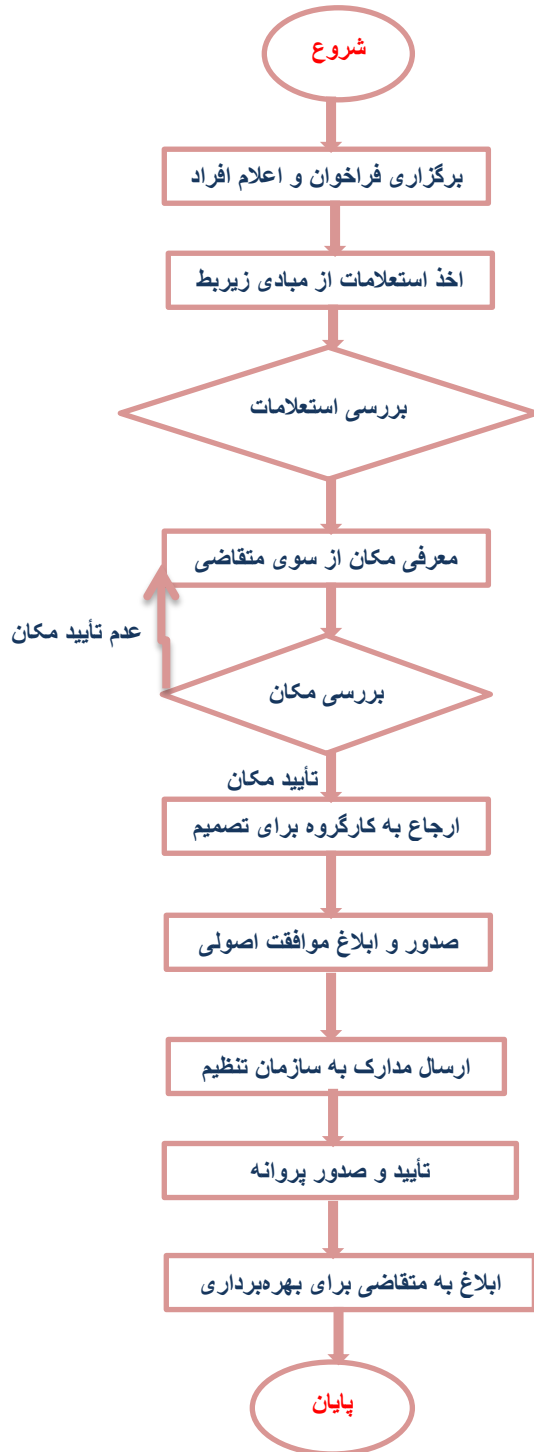 شروع
برگزاری فراخوان و اعلام افراد
اخذ استعلامات از مبادی زیربط
بررسی استعلامات
معرفی مکان از سوی متقاضی
عدم تأیید مکان
بررسی مکان
تأیید مکان
ارجاع به کارگروه برای تصمیم
صدور و ابلاغ موافقت اصولی
ارسال مدارک به سازمان تنظیم
تأیید و صدور پروانه
ابلاغ به متقاضی برای بهره‌برداری
پایان